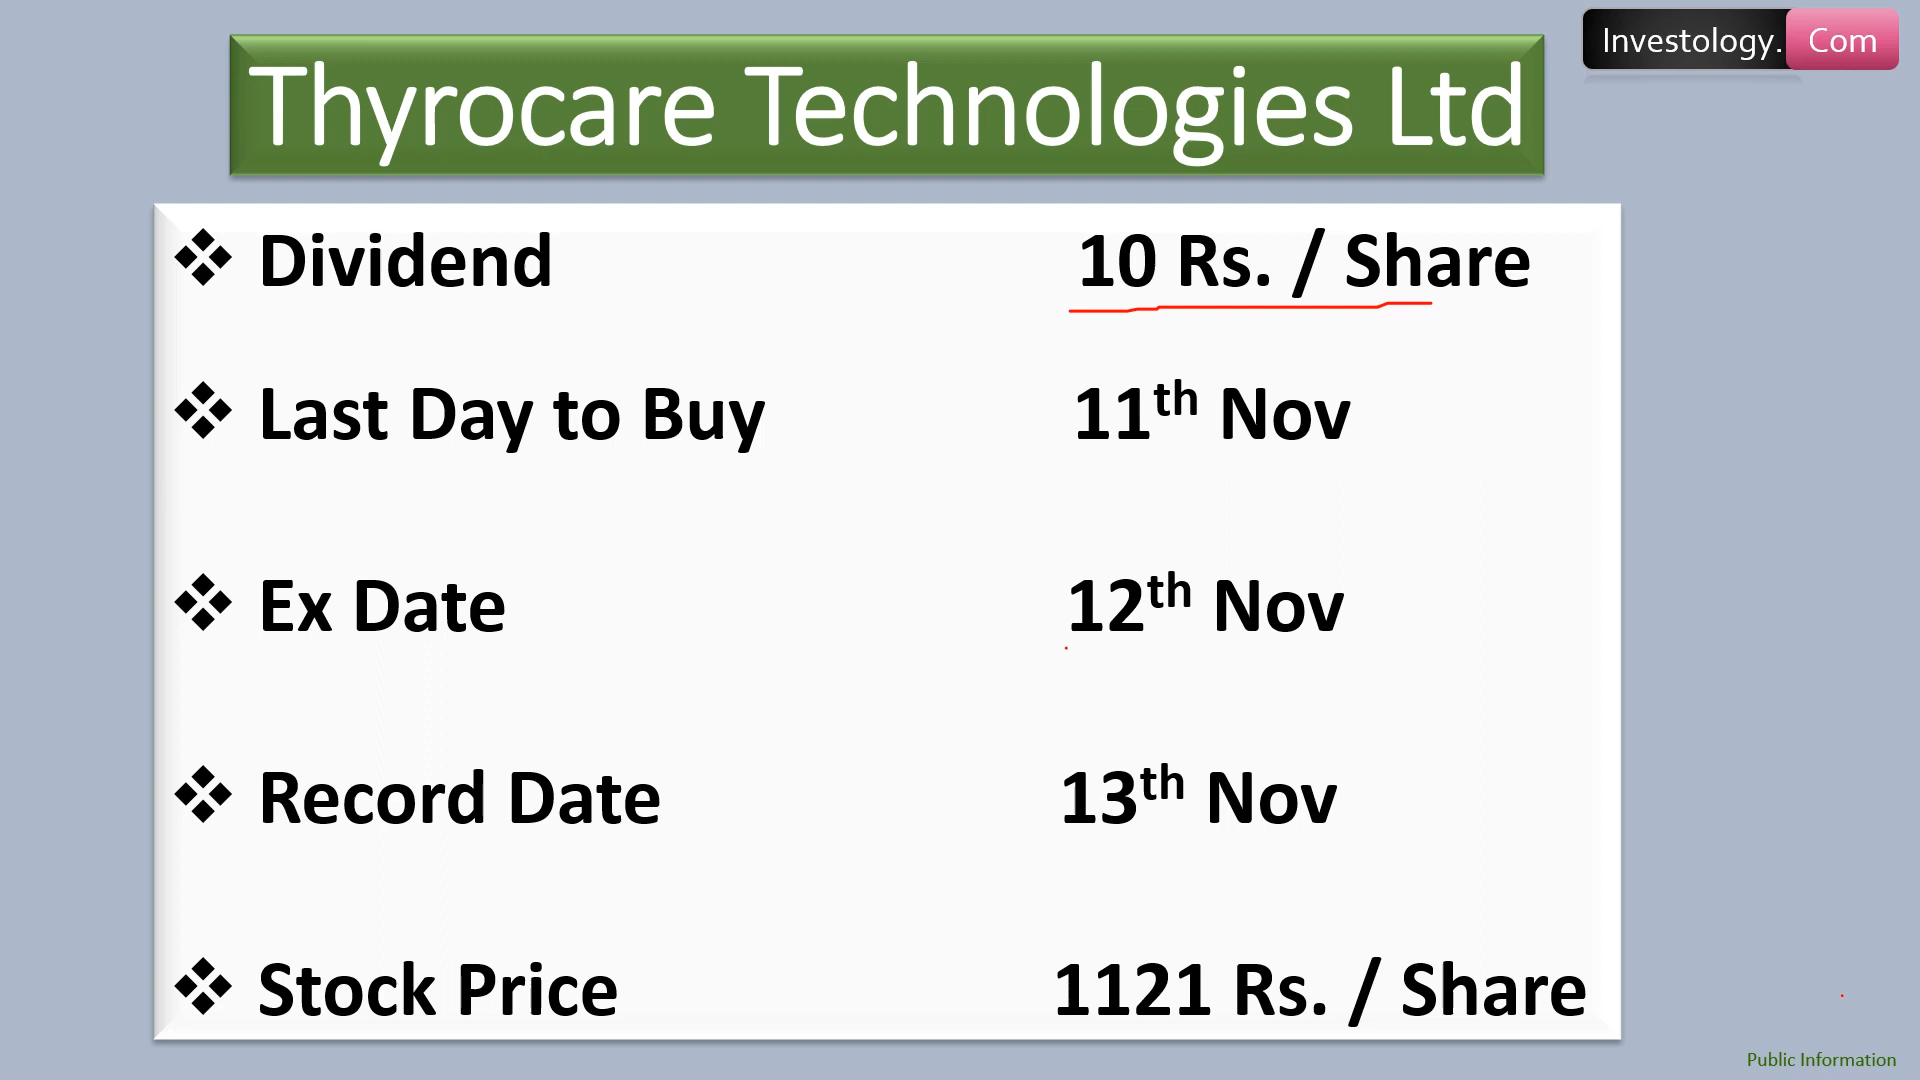 Investology. Com
Thyrocare Technologies Ltd
Dividend 10 Rs. / Share
Last Day to Buy 11th Nov
Ex Date 12th Nov
Record Date 13th Nov
Stock Price 1121 Rs. / Share
Public Information